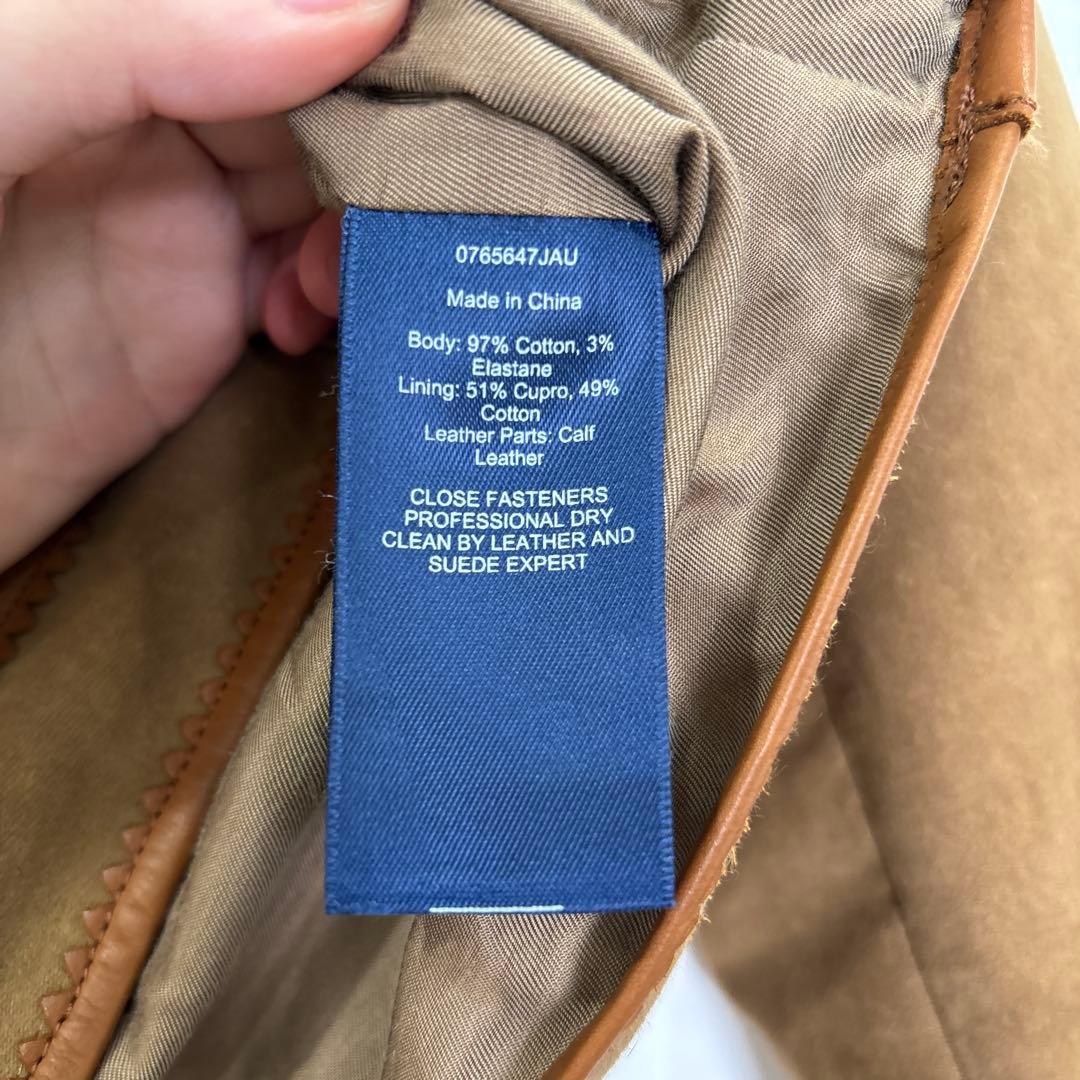 0765647JAU
Made in China
Body: 97% Cotton, 3%
Elastane
Lining: 51% Cupro, 49%
Cotton
Leather Parts: Calf
Leather
CLOSE FASTENERS
PROFESSIONAL DRY
CLEAN BY LEATHER AND
SUEDE EXPERT